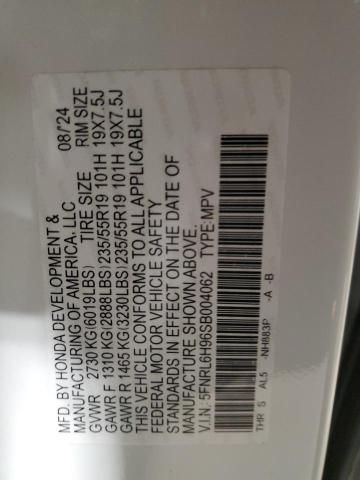 MFD. BY HONDA DEVELOPMENT & 08/'24
MANUFACTURING OF AMERICA, LLC
TIRE SIZE RIM SIZE
GVWR 2730 KG(6019LBS)
GAWR F 1310 KG(2888LBS) 235/55R19 101H 19X7.5J
GAWR R 1465 KG(3230LBS) 235/55R19 101H 19X7.5J
THIS VEHICLE CONFORMS TO ALL APPLICABLE
FEDERAL MOTOR VEHICLE SAFETY
STANDARDS IN EFFECT ON THE DATE OF
MANUFACTURE SHOWN ABOVE.
V.I.N.: 5FNRL6H96SB004062 TYPE: MPV
THR S AL5 -NH883P -A -B